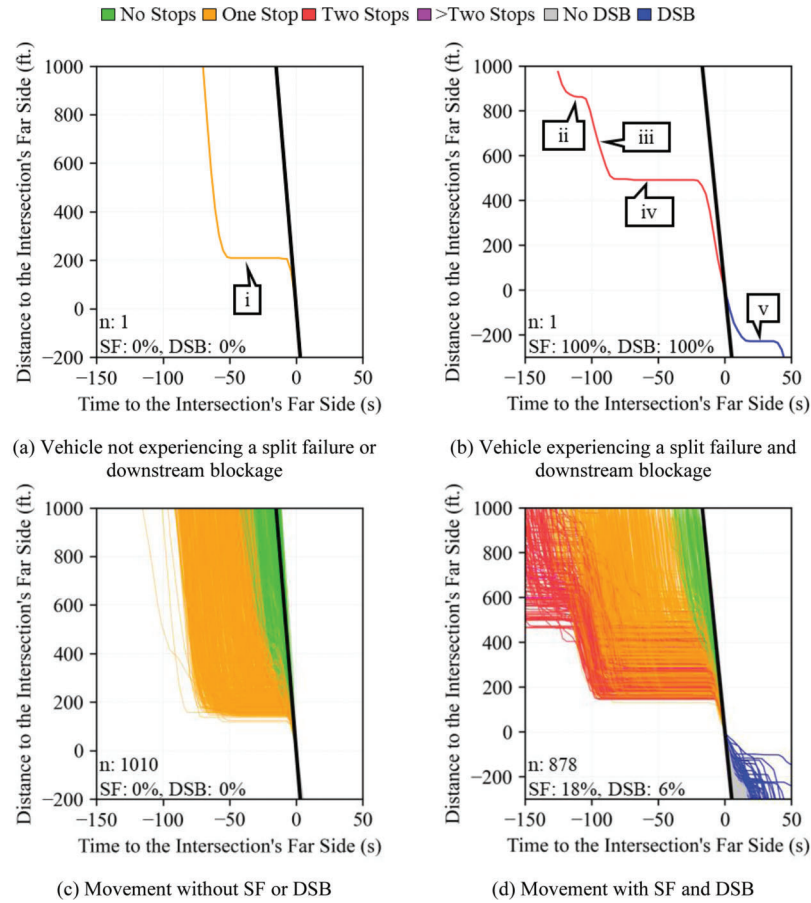 No Stops One Stop Two Stops >Two Stops No DSB DSB
Distance to the Intersection's Far Side (ft.)
1000
800
600
400
200
0
−200
i
n: 1
SF: 0%, DSB: 0%
−150 −100 −50 0 50
Time to the Intersection's Far Side (s)
(a) Vehicle not experiencing a split failure or
downstream blockage
Distance to the Intersection's Far Side (ft.)
1000
800
600
400
200
0
−200
ii
iii
iv
v
n: 1
SF: 100%, DSB: 100%
−150 −100 −50 0 50
Time to the Intersection's Far Side (s)
(b) Vehicle experiencing a split failure and
downstream blockage
Distance to the Intersection's Far Side (ft.)
1000
800
600
400
200
0
−200
n: 1010
SF: 0%, DSB: 0%
−150 −100 −50 0 50
Time to the Intersection's Far Side (s)
(c) Movement without SF or DSB
Distance to the Intersection's Far Side (ft.)
1000
800
600
400
200
0
−200
n: 878
SF: 18%, DSB: 6%
−150 −100 −50 0 50
Time to the Intersection's Far Side (s)
(d) Movement with SF and DSB